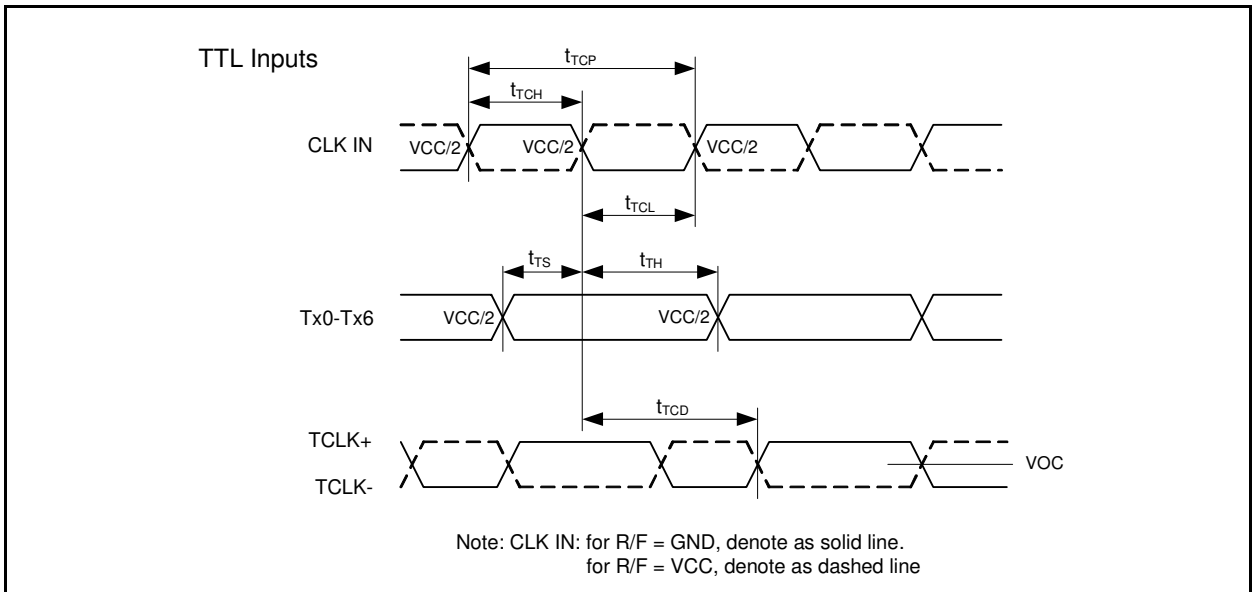 TTL Inputs
tTCP
tTCH
CLK IN
VCC/2
VCC/2
VCC/2
tTCL
tTS
tTH
Tx0-Tx6
VCC/2
VCC/2
tTCD
TCLK+
TCLK-
VOC
Note: CLK IN: for R/F = GND, denote as solid line.
for R/F = VCC, denote as dashed line